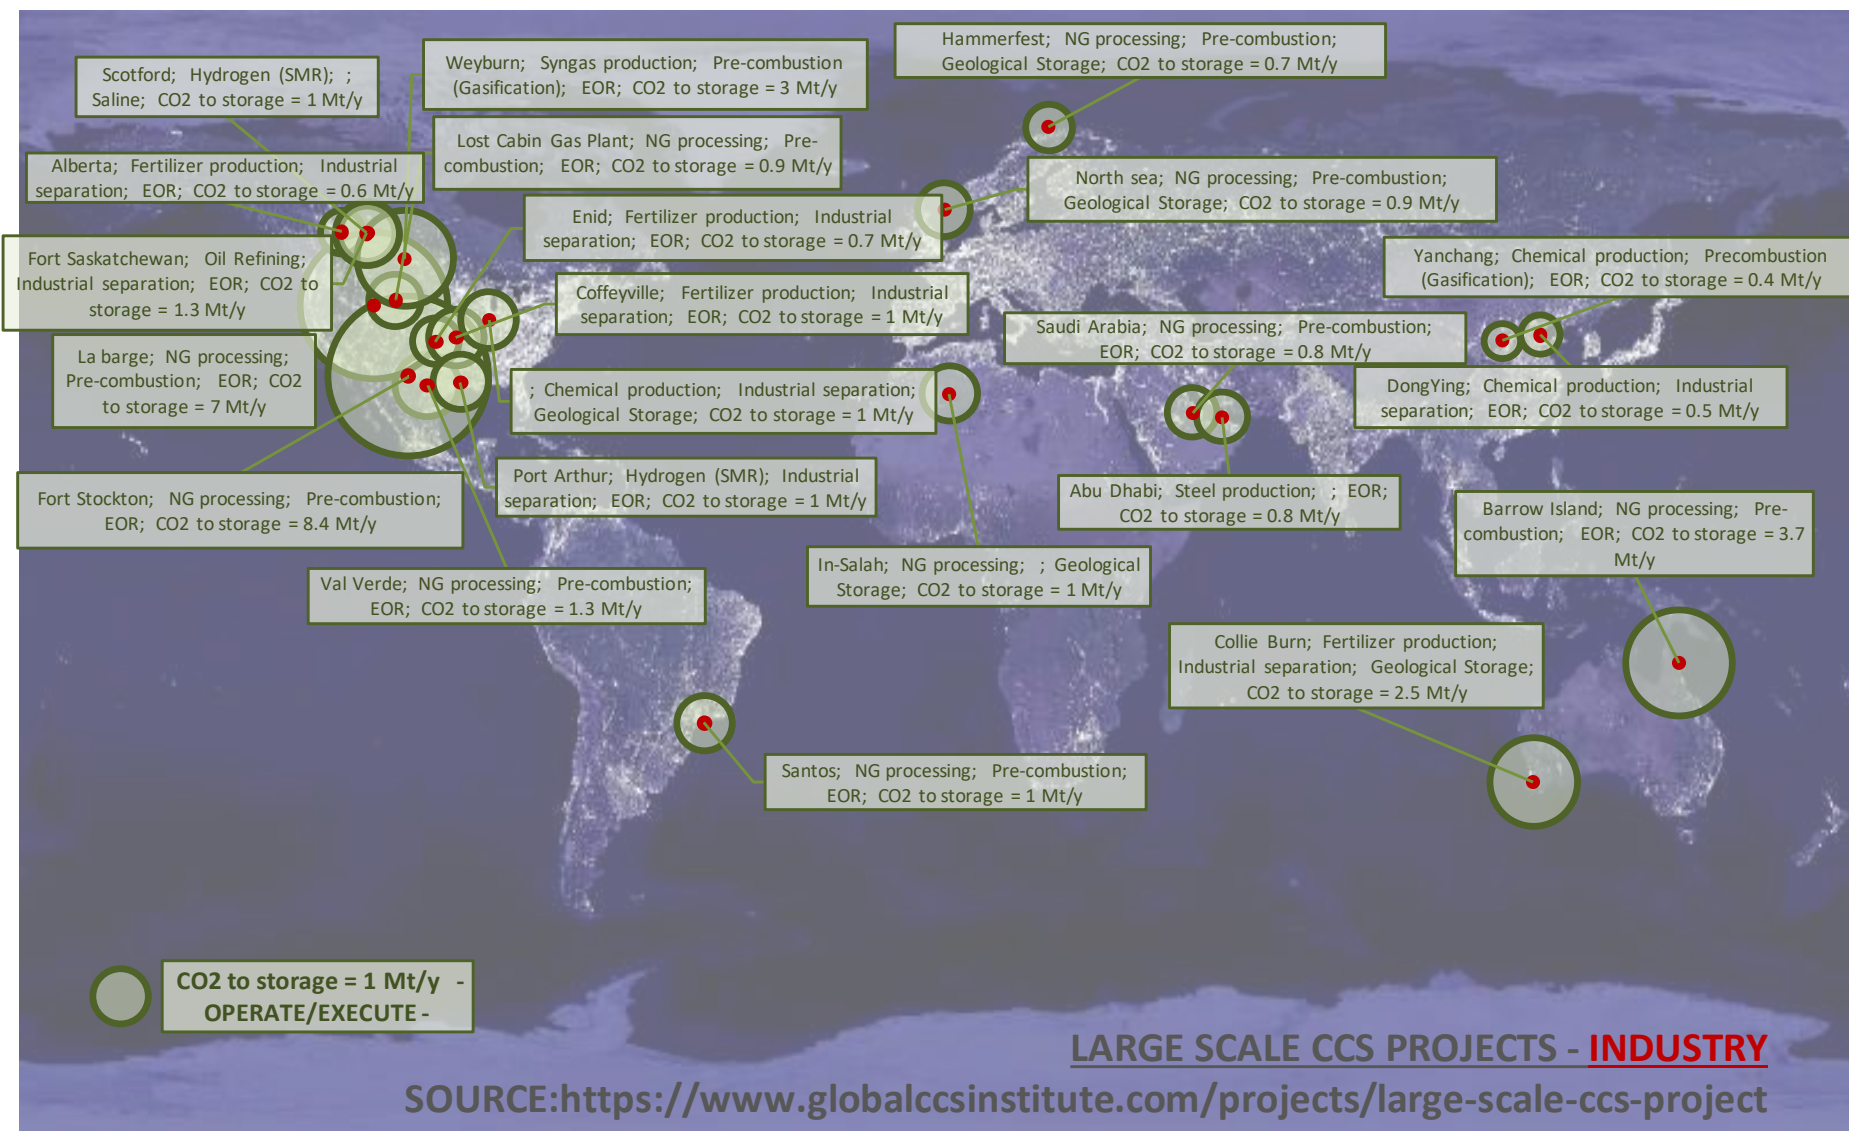 Hammerfest; NG processing; Pre-combustion;
Geological Storage; CO2 to storage = 0.7 Mt/y
Weyburn; Syngas production; Pre-combustion
(Gasification); EOR; CO2 to storage = 3 Mt/y
Scotford; Hydrogen (SMR); ;
Saline; CO2 to storage = 1 Mt/y
Lost Cabin Gas Plant; NG processing; Pre-
combustion; EOR; CO2 to storage = 0.9 Mt/y
Alberta; Fertilizer production; Industrial
separation; EOR; CO2 to storage = 0.6 Mt/y
North sea; NG processing; Pre-combustion;
Geological Storage; CO2 to storage = 0.9 Mt/y
Enid; Fertilizer production; Industrial
separation; EOR; CO2 to storage = 0.7 Mt/y
Fort Saskatchewan; Oil Refining;
Industrial separation; EOR; CO2 to
storage = 1.3 Mt/y
Yanchang; Chemical production; Precombustion
(Gasification); EOR; CO2 to storage = 0.4 Mt/y
Coffeyville; Fertilizer production; Industrial
separation; EOR; CO2 to storage = 1 Mt/y
Saudi Arabia; NG processing; Pre-combustion;
EOR; CO2 to storage = 0.8 Mt/y
La barge; NG processing;
Pre-combustion; EOR; CO2
to storage = 7 Mt/y
; Chemical production; Industrial separation;
Geological Storage; CO2 to storage = 1 Mt/y
DongYing; Chemical production; Industrial
separation; EOR; CO2 to storage = 0.5 Mt/y
Port Arthur; Hydrogen (SMR); Industrial
separation; EOR; CO2 to storage = 1 Mt/y
Fort Stockton; NG processing; Pre-combustion;
EOR; CO2 to storage = 8.4 Mt/y
Abu Dhabi; Steel production; ; EOR;
CO2 to storage = 0.8 Mt/y
Barrow Island; NG processing; Pre-
combustion; EOR; CO2 to storage = 3.7
Mt/y
In-Salah; NG processing; ; Geological
Storage; CO2 to storage = 1 Mt/y
Val Verde; NG processing; Pre-combustion;
EOR; CO2 to storage = 1.3 Mt/y
Collie Burn; Fertilizer production;
Industrial separation; Geological Storage;
CO2 to storage = 2.5 Mt/y
Santos; NG processing; Pre-combustion;
EOR; CO2 to storage = 1 Mt/y
CO2 to storage = 1 Mt/y -
OPERATE/EXECUTE -
LARGE SCALE CCS PROJECTS - INDUSTRY
SOURCE:https://www.globalccsinstitute.com/projects/large-scale-ccs-project